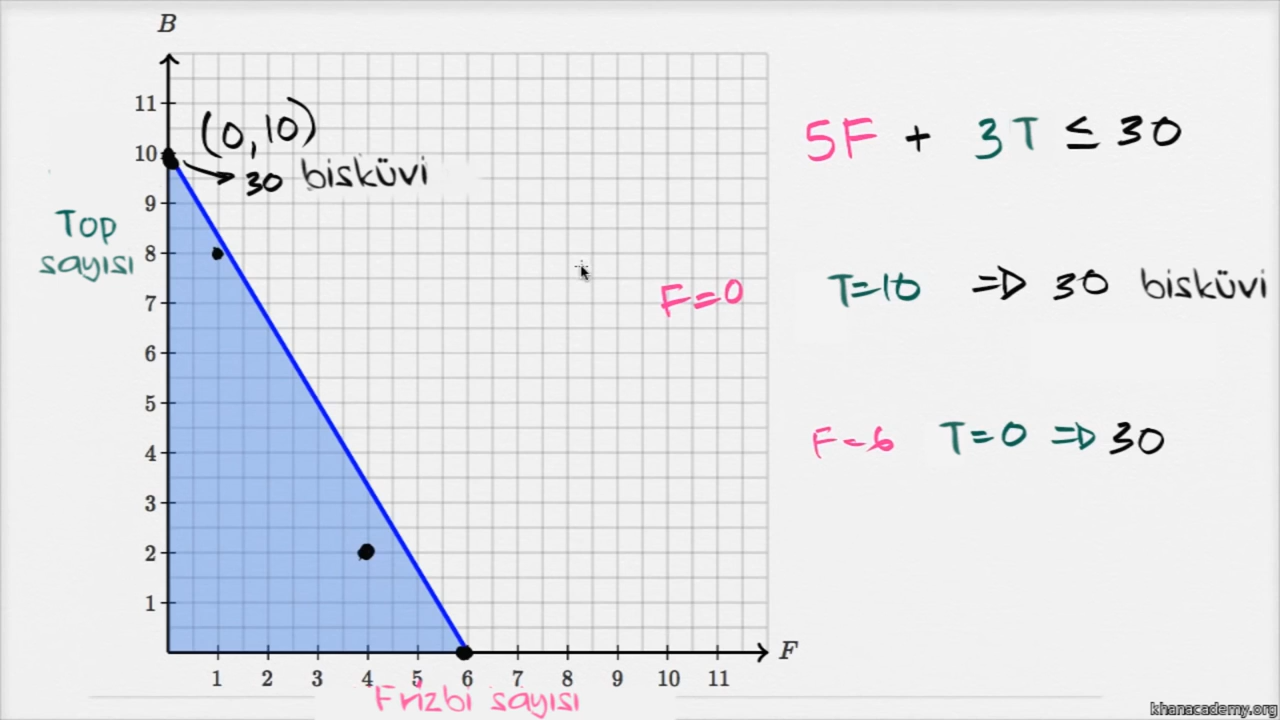 B
11
(0,10)
10
30 bisküvi
9
Top
sayısı
8
7
6
5
4
3
2
1
F
1 2 3 4 5 6 7 8 9 10 11
Frizbi sayısı
5F + 3T ≤ 30
F=0
T=10 => 30 bisküvi
F=6 T=0 => 30
khanacademy.org